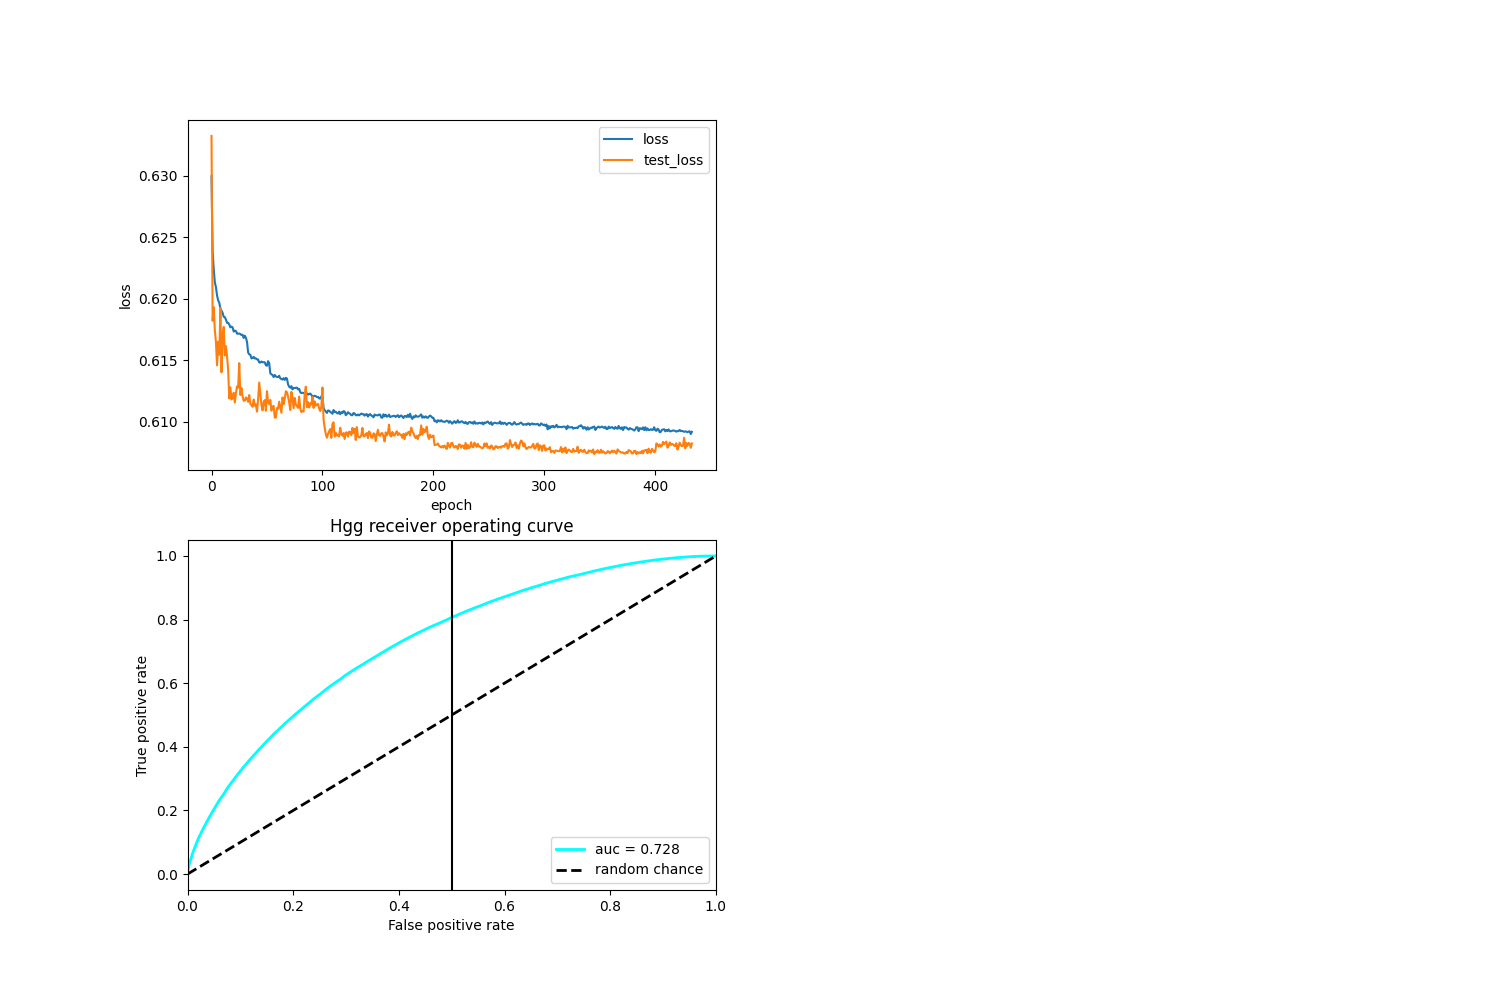 loss
test_loss
0.630
0.625
0.620
0.615
0.610
loss
0 100 200 300 400
epoch
Hgg receiver operating curve
1.0
0.8
0.6
0.4
0.2
0.0
True positive rate
auc = 0.728
random chance
0.0 0.2 0.4 0.6 0.8 1.0
False positive rate